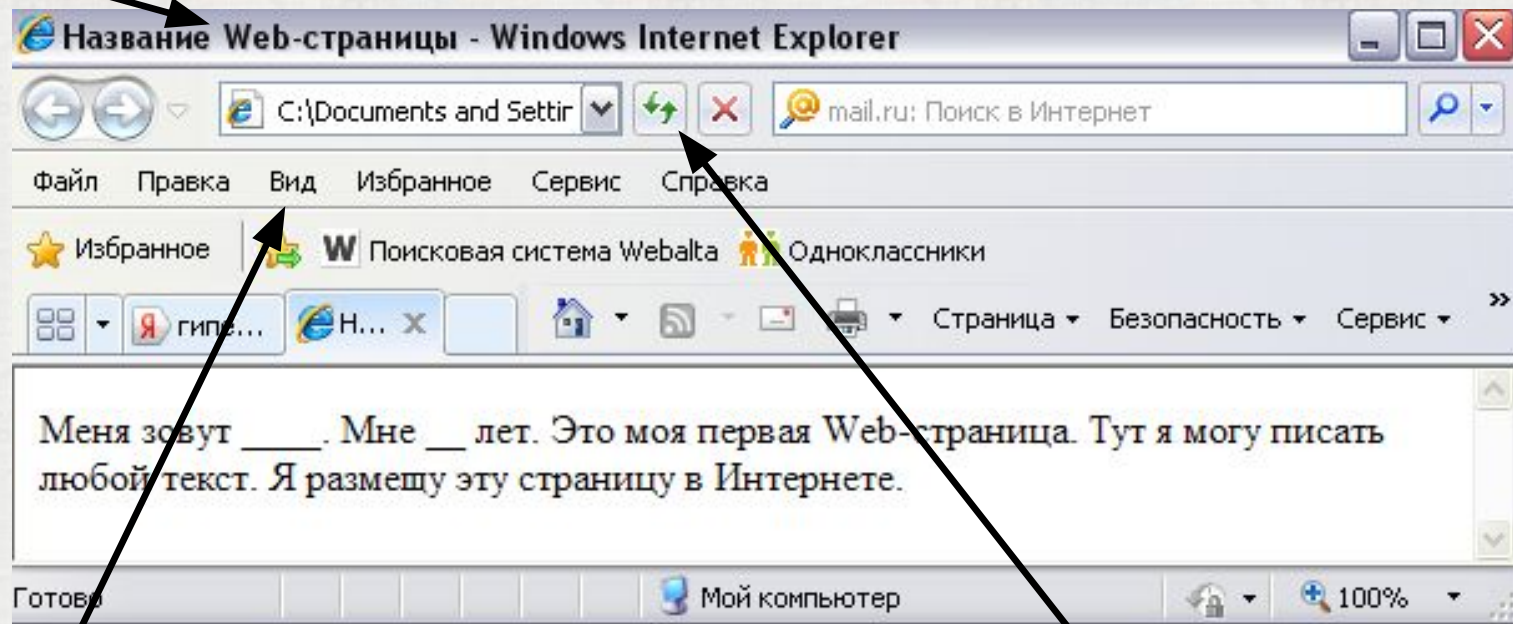 Название Web-страницы - Windows Internet Explorer
C:\Documents and Settir mail.ru: Поиск в Интернет
Файл Правка Вид Избранное Сервис Справка
Избранное W Поисковая система Webalta Одноклассники
Я гипе... Н... Страница Безопасность Сервис »
Меня зовут ____. Мне __ лет. Это моя первая Web-страница. Тут я могу писать
любой текст. Я размещу эту страницу в Интернете.
Готово Мой компьютер 100%